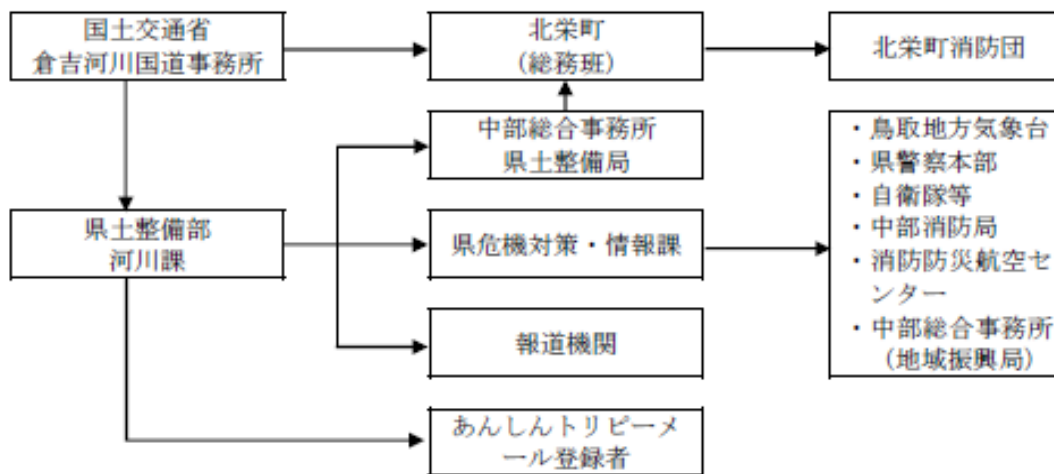 国土交通省
倉吉河川国道事務所
北栄町
(総務班)
北栄町消防団
中部総合事務所
県土整備局
・鳥取地方気象台
・県警察本部
・自衛隊等
・中部消防局
・消防防災航空セ
ンター
・中部総合事務所
(地域振興局)
県土整備部
河川課
県危機対策・情報課
報道機関
あんしんトリピーメ
ール登録者